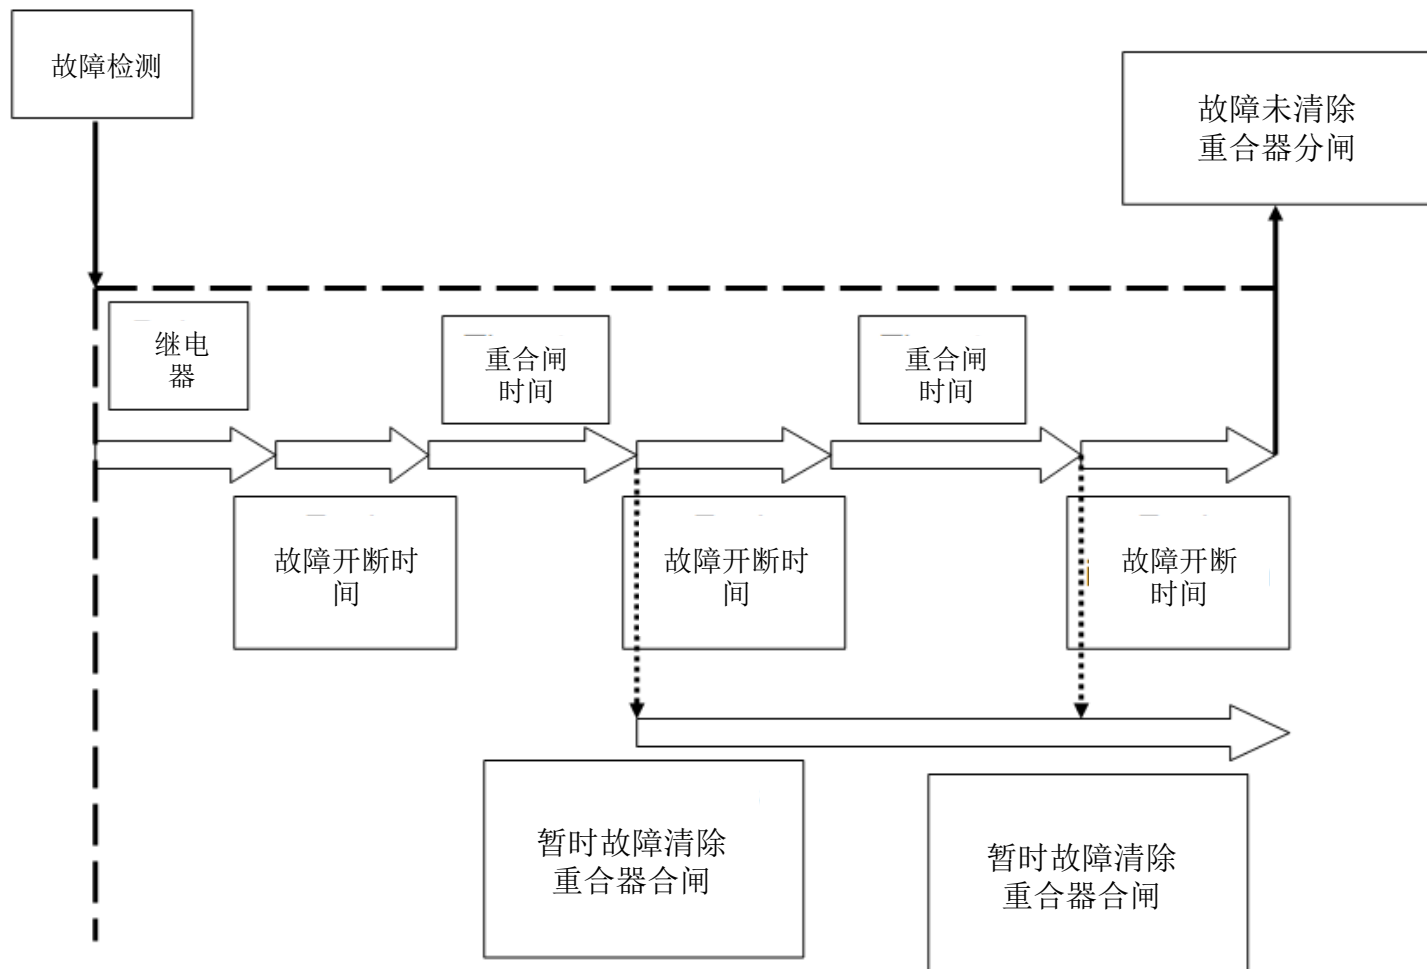 故障检测
故障未清除
重合器分闸
继电
器
重合闸
时间
重合闸
时间
故障开断时
间
故障开断时
间
故障开断
时间
暂时故障清除
重合器合闸
暂时故障清除
重合器合闸